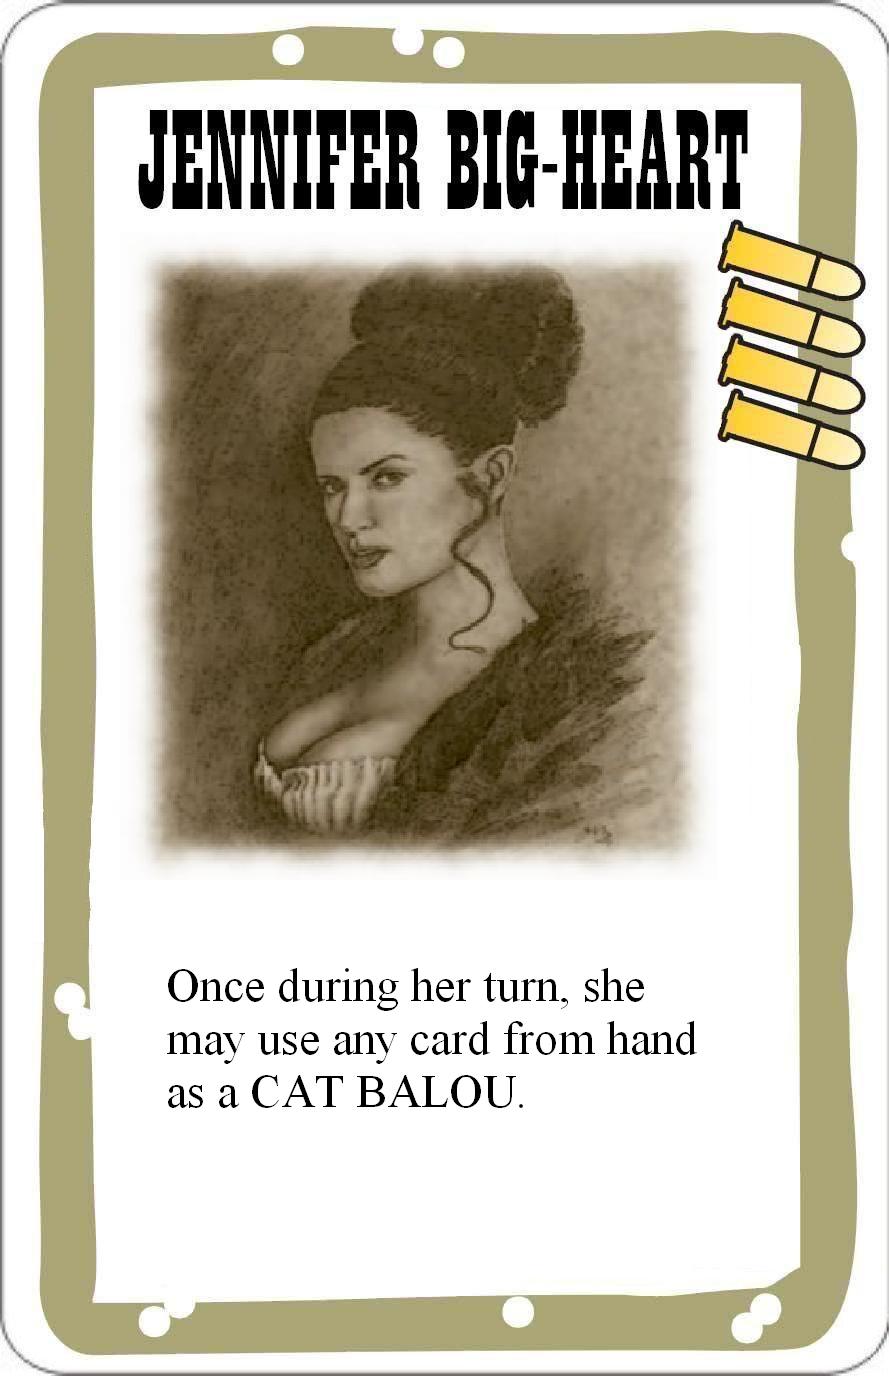 JENNIFER BIG-HEART
Once during her turn, she
may use any card from hand
as a CAT BALOU.